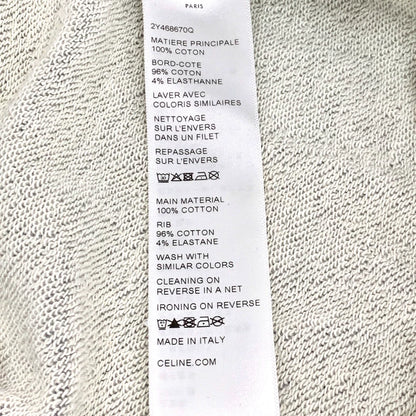 PARIS
2Y468670Q
MATIERE PRINCIPALE
100% COTON
BORD-COTE
96% COTON
4% ELASTHANNE
LAVER AVEC
COLORIS SIMILAIRES
NETTOYAGE
SUR L'ENVERS
DANS UN FILET
REPASSAGE
SUR L'ENVERS
MAIN MATERIAL
100% COTTON
RIB
96% COTTON
4% ELASTANE
WASH WITH
SIMILAR COLORS
CLEANING ON
REVERSE IN A NET
IRONING ON REVERSE
MADE IN ITALY
CELINE.COM